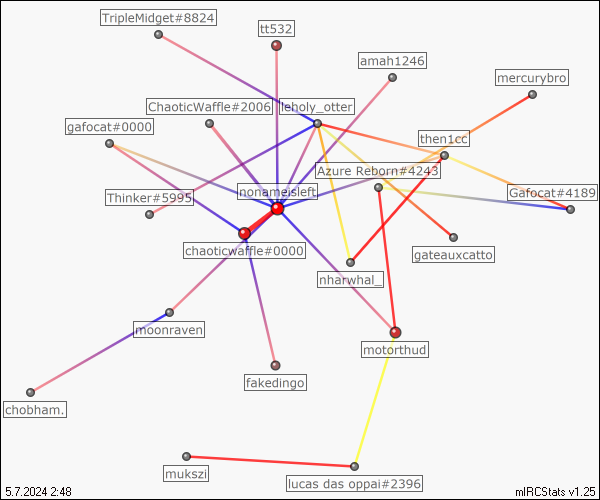 TripleMidget#8824
tt532
amah1246
mercurybro
ChaoticWaffle#2006
leholy_otter
gafocat#0000
then1cc
Azure Reborn#4243
Thinker#5995
nonameisleft
Gafocat#4189
chaoticwaffle#0000
gateauxcatto
nharwhal_
moonraven
motorthud
fakedingo
chobham.
mukszi
lucas das oppai#2396
5.7.2024 2:48
mIRCStats v1.25